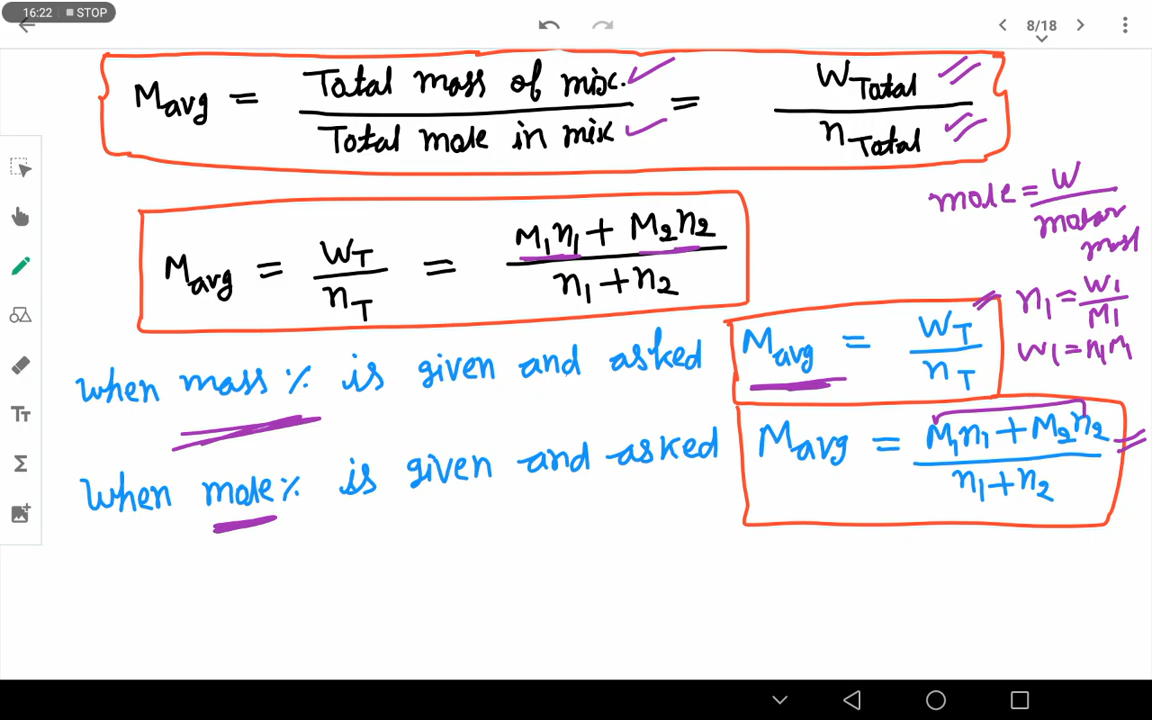 16:22 STOP
8/18
Mavg = Total mass of mix. / Total mole in mix = WTotal / nTotal
mole = W / molar mass
Mavg = WT / nT = M1n1 + M2n2 / n1 + n2
n1 = W1 / M1
W1 = n1M1
when mass % is given and asked Mavg = WT / nT
when mole % is given and asked Mavg = M1n1 + M2n2 / n1 + n2
Tт
Σ